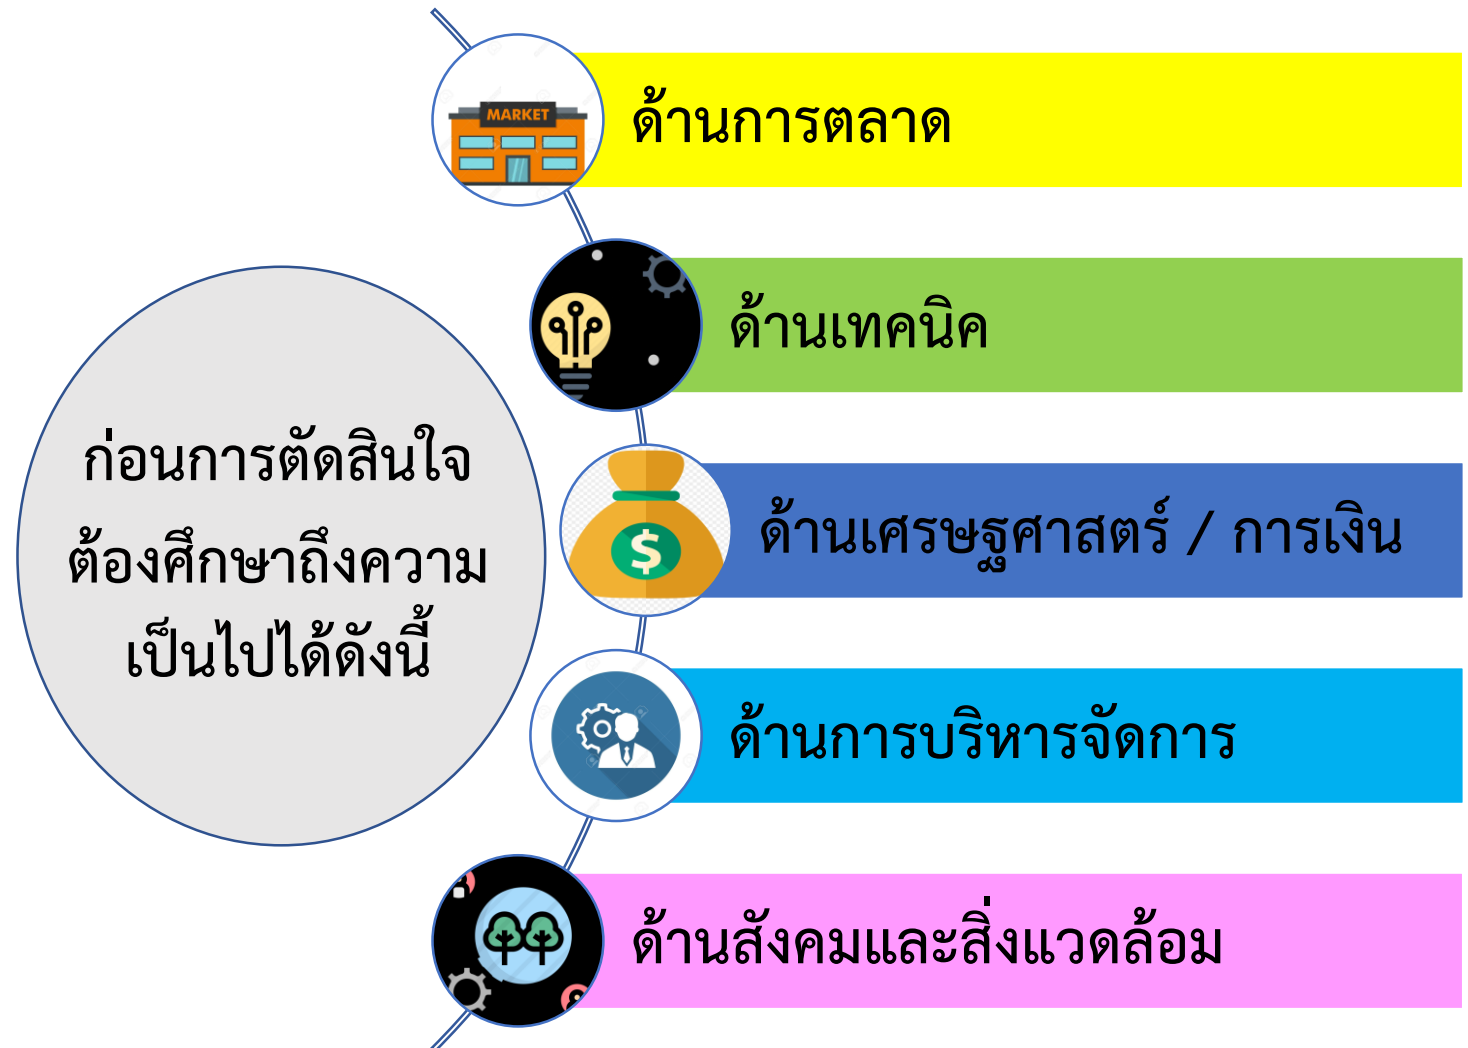 MARKET
ด้านการตลาด
ด้านเทคนิค
ก่อนการตัดสินใจ
ต้องศึกษาถึงความ
เป็นไปได้ดังนี้
ด้านเศรษฐศาสตร์ / การเงิน
$
ด้านการบริหารจัดการ
ด้านสังคมและสิ่งแวดล้อม